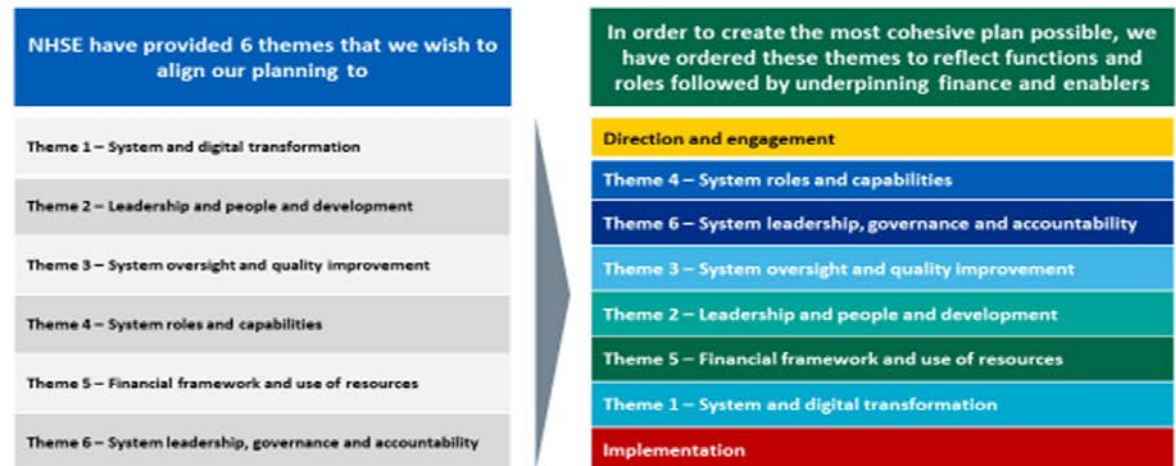 NHSE have provided 6 themes that we wish to
align our planning to
Theme 1 – System and digital transformation
Theme 2 – Leadership and people and development
Theme 3 – System oversight and quality improvement
Theme 4 – System roles and capabilities
Theme 5 – Financial framework and use of resources
Theme 6 – System leadership, governance and accountability
In order to create the most cohesive plan possible, we
have ordered these themes to reflect functions and
roles followed by underpinning finance and enablers
Direction and engagement
Theme 4 – System roles and capabilities
Theme 6 – System leadership, governance and accountability
Theme 3 – System oversight and quality improvement
Theme 2 – Leadership and people and development
Theme 5 – Financial framework and use of resources
Theme 1 – System and digital transformation
Implementation